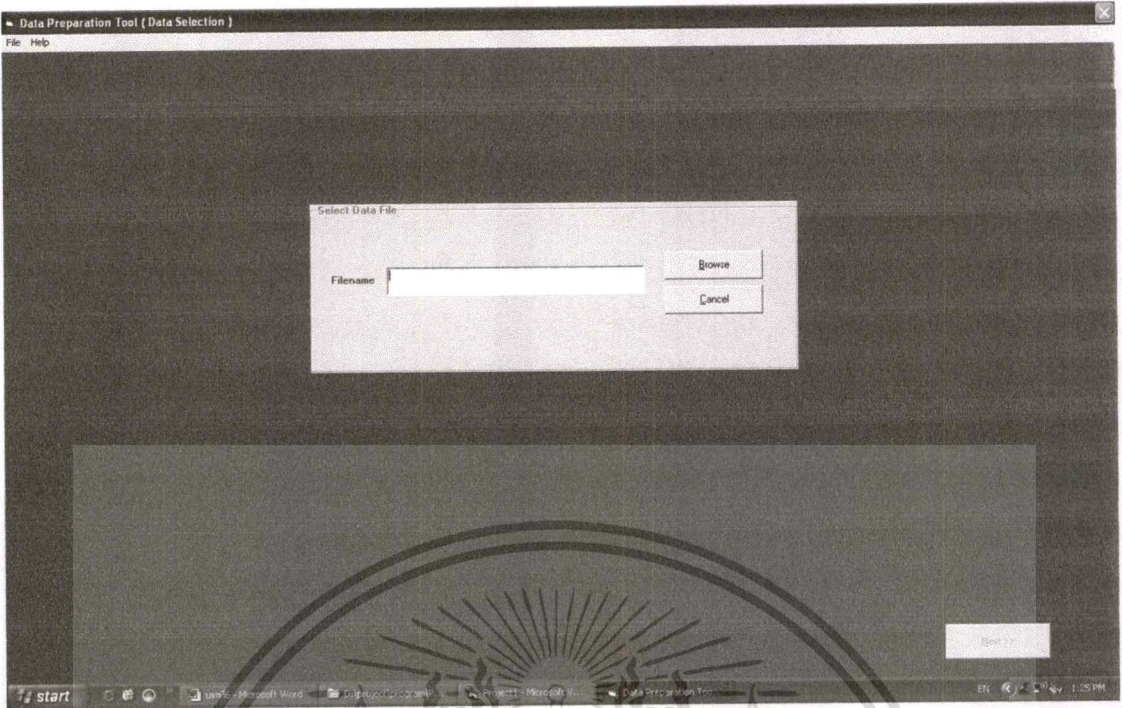 Data Preparation Tool ( Data Selection )
File Help
Select Data File
Filename
Browse
Cancel
Next >>
start
- Microsoft Word
Project1 - Microsoft V...
Data Preparation Too...
EN
1:25 PM